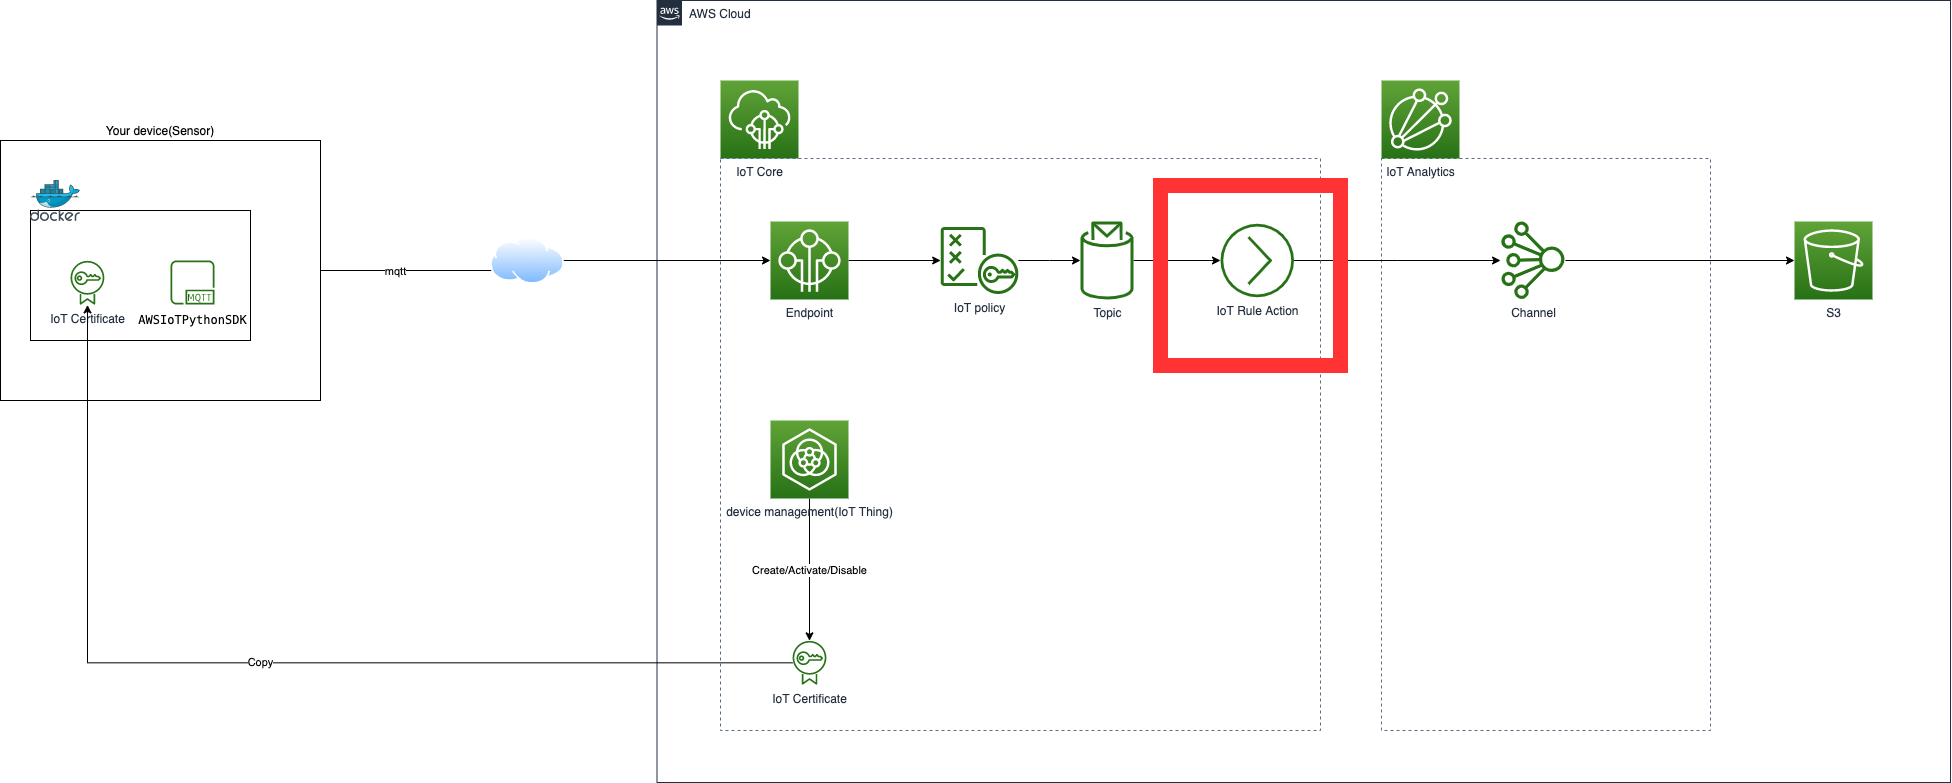 aws
AWS Cloud
Your device(Sensor)
docker
IoT Core
IoT Analytics
mqtt
MQTT
IoT Certificate
AWSIoTPythonSDK
Endpoint
IoT policy
Topic
IoT Rule Action
Channel
S3
device management(IoT Thing)
Create/Activate/Disable
Copy
IoT Certificate